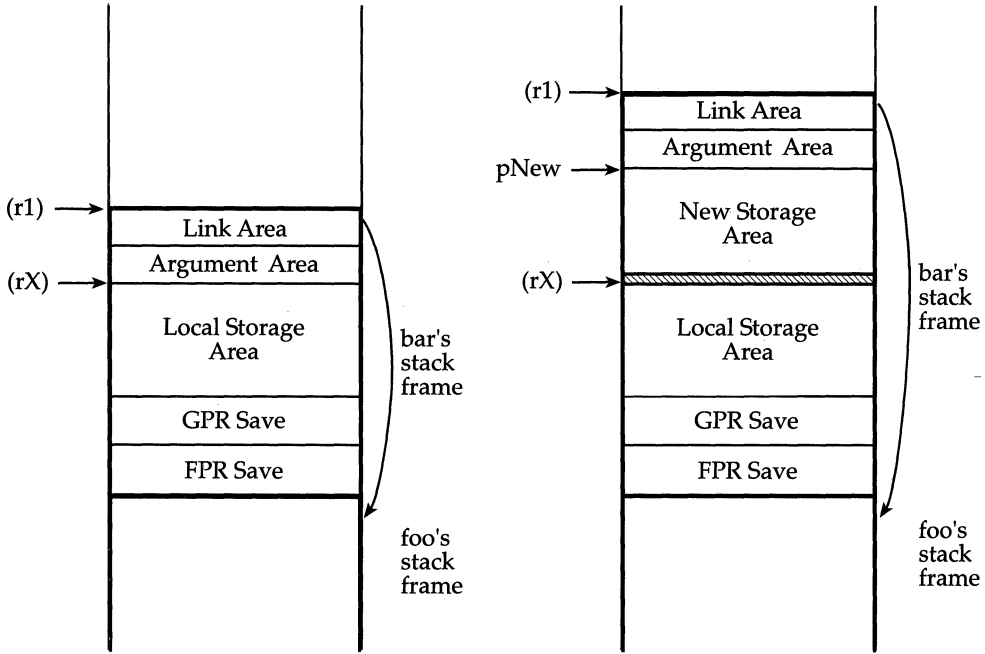 (r1)
Link Area
Argument Area
(rX)
Local Storage
Area
GPR Save
FPR Save
bar's
stack
frame
foo's
stack
frame
(r1)
Link Area
Argument Area
pNew
New Storage
Area
(rX)
Local Storage
Area
GPR Save
FPR Save
bar's
stack
frame
foo's
stack
frame